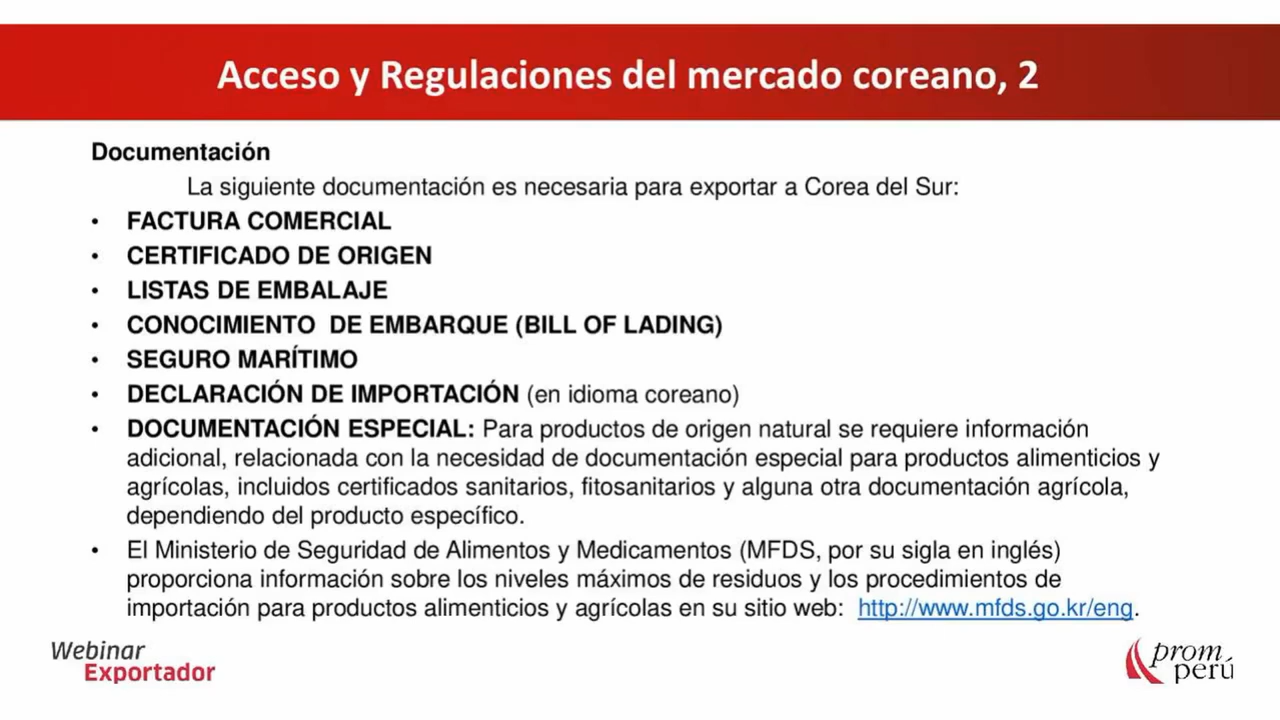 Acceso y Regulaciones del mercado coreano, 2
Documentación
La siguiente documentación es necesaria para exportar a Corea del Sur:
• FACTURA COMERCIAL
• CERTIFICADO DE ORIGEN
• LISTAS DE EMBALAJE
• CONOCIMIENTO DE EMBARQUE (BILL OF LADING)
• SEGURO MARÍTIMO
• DECLARACIÓN DE IMPORTACIÓN (en idioma coreano)
• DOCUMENTACIÓN ESPECIAL: Para productos de origen natural se requiere información
adicional, relacionada con la necesidad de documentación especial para productos alimenticios y
agrícolas, incluidos certificados sanitarios, fitosanitarios y alguna otra documentación agrícola,
dependiendo del producto específico.
• El Ministerio de Seguridad de Alimentos y Medicamentos (MFDS, por su sigla en inglés)
proporciona información sobre los niveles máximos de residuos y los procedimientos de
importación para productos alimenticios y agrícolas en su sitio web: http://www.mfds.go.kr/eng.
Webinar
Exportador
prom
perú